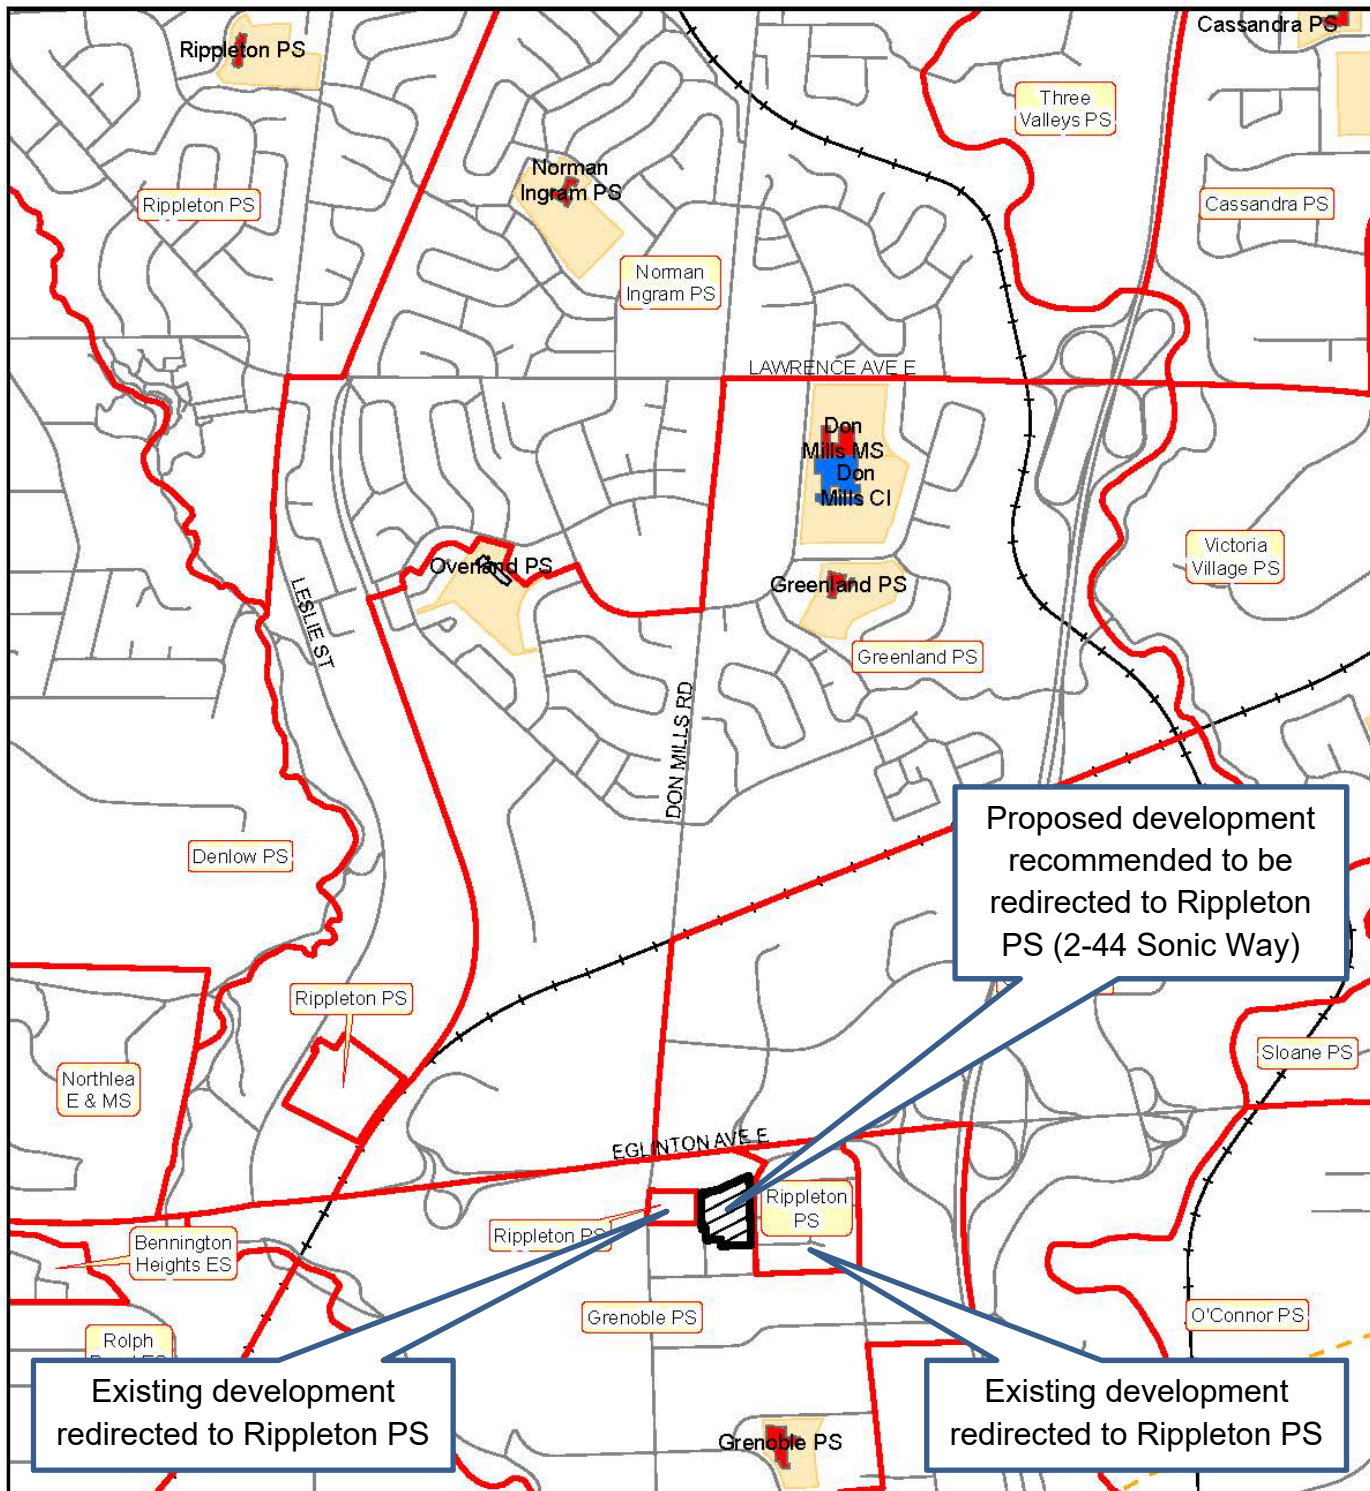 Cassandra PS
Rippleton PS
Three
Valleys PS
Norman
Ingram PS
Rippleton PS
Cassandra PS
Norman
Ingram PS
LAWRENCE AVE E
Don
Mills MS
Don
Mills CI
Victoria
Village PS
Overland PS
Greenland PS
LESLIE ST
Greenland PS
DON MILLS RD
Proposed development
recommended to be
redirected to Rippleton
PS (2-44 Sonic Way)
Denlow PS
Rippleton PS
Sloane PS
Northlea
E & MS
EGLINTON AVE E
Rippleton
PS
Rippleton PS
Bennington
Heights ES
Grenoble PS
O'Connor PS
Rolph
Existing development
redirected to Rippleton PS
Existing development
redirected to Rippleton PS
Grenoble PS